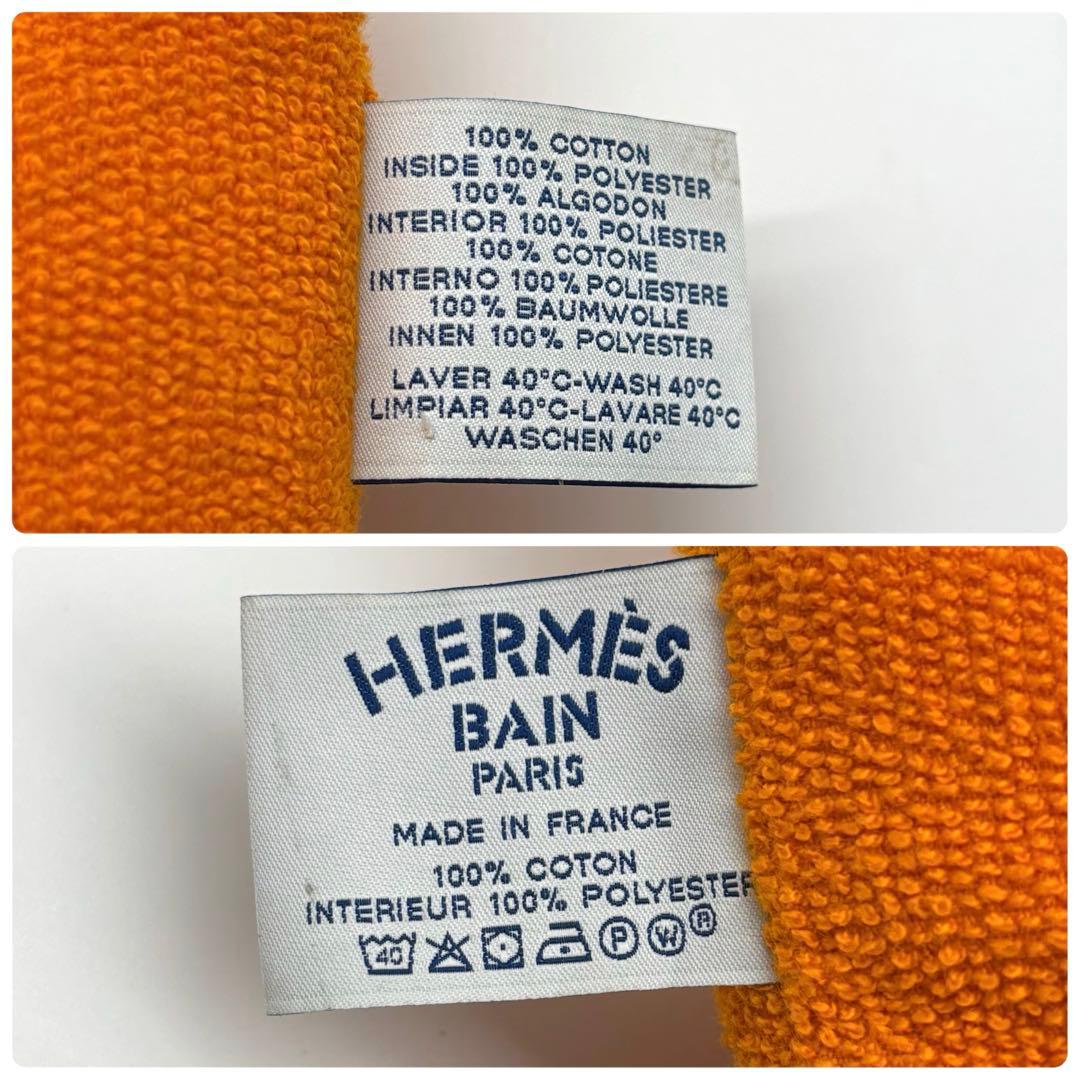 100% COTTON
INSIDE 100% POLYESTER
100% ALGODON
INTERIOR 100% POLIESTER
100% COTONE
INTERNO 100% POLIESTERE
100% BAUMWOLLE
INNEN 100% POLYESTER
LAVER 40°C-WASH 40°C
LIMPIAR 40°C-LAVARE 40°C
WASCHEN 40°
HERMÈS
BAIN
PARIS
MADE IN FRANCE
100% COTON
INTERIEUR 100% POLYESTER
40 P W ®